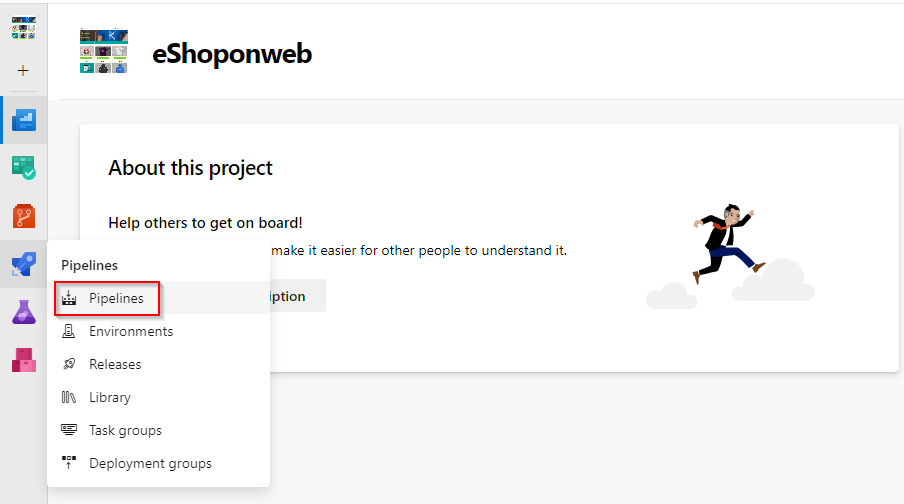 eShoponweb
+
About this project
Help others to get on board!
make it easier for other people to understand it.
Pipelines
Pipelines
iption
Environments
Releases
Library
Task groups
Deployment groups